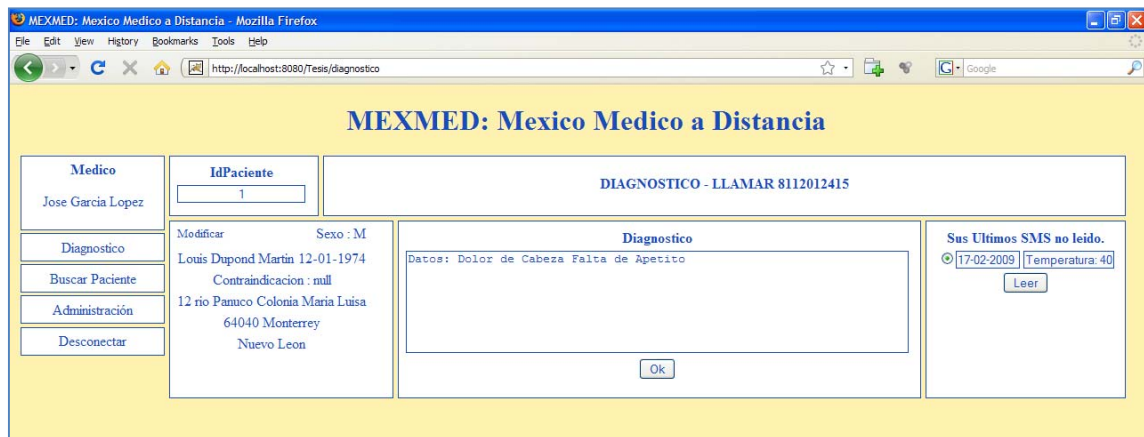 MEXMED: Mexico Medico a Distancia - Mozilla Firefox
File Edit View History Bookmarks Tools Help
http://localhost:8080/Tesis/diagnostico
G Google
MEXMED: Mexico Medico a Distancia
Medico
Jose Garcia Lopez
IdPaciente
1
DIAGNOSTICO - LLAMAR 8112012415
Diagnostico
Buscar Paciente
Administración
Desconectar
Modificar Sexo : M
Louis Dupond Martin 12-01-1974
Contraindicacion : null
12 rio Panuco Colonia Maria Luisa
64040 Monterrey
Nuevo Leon
Diagnostico
Datos: Dolor de Cabeza Falta de Apetito
Ok
Sus Ultimos SMS no leido.
17-02-2009 Temperatura: 40
Leer